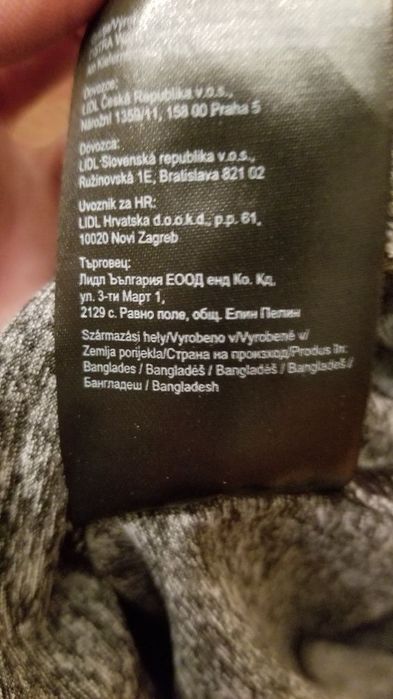 Dovozce:
LIDL Česká Republika v.o.s.,
Nárožní 1359/11, 158 00 Praha 5
Dovozca:
LIDL Slovenská republika v.o.s.,
Ružinovská 1E, Bratislava 821 02
Uvoznik za HR:
LIDL Hrvatska d.o.o.k.d., p.p. 61,
10020 Novi Zagreb
Търговец:
Лидл България ЕООД енд Ко. Кд,
ул. 3-ти Март 1,
2129 с. Равно поле, общ. Елин Пелин
Származási hely/Vyrobeno v/Vyrobené v/
Zemlja porijekla/Страна на произход/Produs în:
Banglades / Bangladéš / Bangladéš / Bangladeš /
Бангладеш / Bangladesh